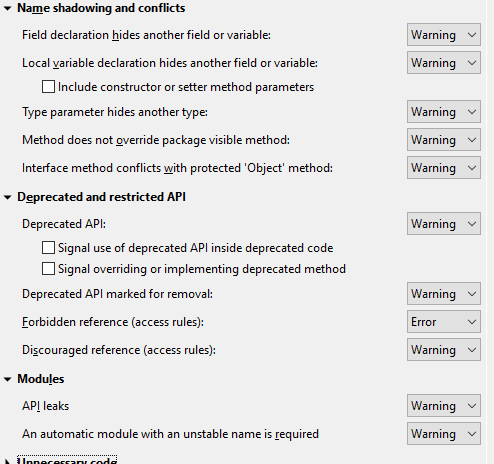 Name shadowing and conflicts
Field declaration hides another field or variable: Warning
Local variable declaration hides another field or variable: Warning
Include constructor or setter method parameters
Type parameter hides another type: Warning
Method does not override package visible method: Warning
Interface method conflicts with protected 'Object' method: Warning
Deprecated and restricted API
Deprecated API: Warning
Signal use of deprecated API inside deprecated code
Signal overriding or implementing deprecated method
Deprecated API marked for removal: Warning
Forbidden reference (access rules): Error
Discouraged reference (access rules): Warning
Modules
API leaks Warning
An automatic module with an unstable name is required Warning
Unnecessary code